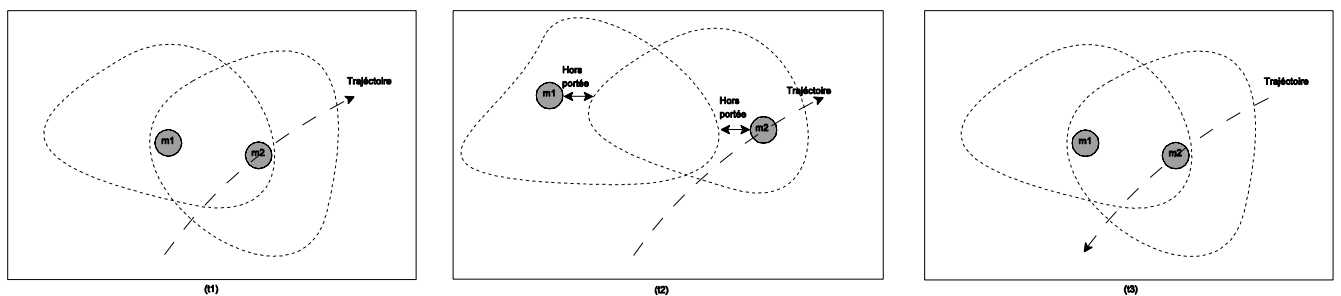 Trajéctoire
m1
m2
(t1)
Hors
portée
m1
Hors
portée
Trajéctoire
m2
(t2)
Trajéctoire
m1
m2
(t3)